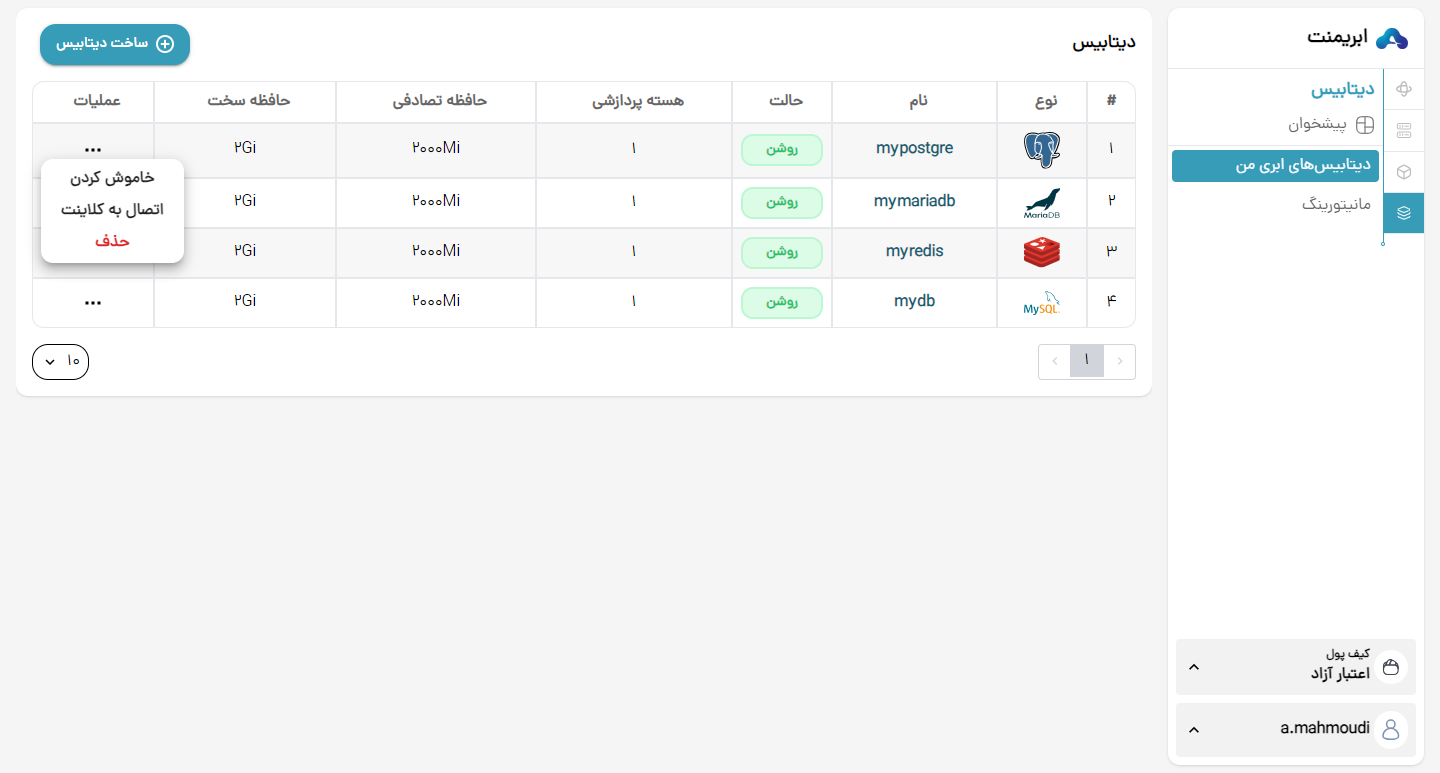 ابریمنت
دیتابیس
پیشخوان
دیتابیس‌های ابری من
مانیتورینگ
کیف پول
اعتبار آزاد
a.mahmoudi
دیتابیس
ساخت دیتابیس
# نوع نام حالت هسته پردازشی حافظه تصادفی حافظه سخت عملیات
۱ mypostgre روشن ۱ ۲۰۰۰Mi ۲Gi ...
۲ MariaDB mymariadb روشن ۱ ۲۰۰۰Mi ۲Gi
۳ myredis روشن ۱ ۲۰۰۰Mi ۲Gi
۴ MySQL mydb روشن ۱ ۲۰۰۰Mi ۲Gi ...
خاموش کردن
اتصال به کلاینت
حذف
۱
۱۰